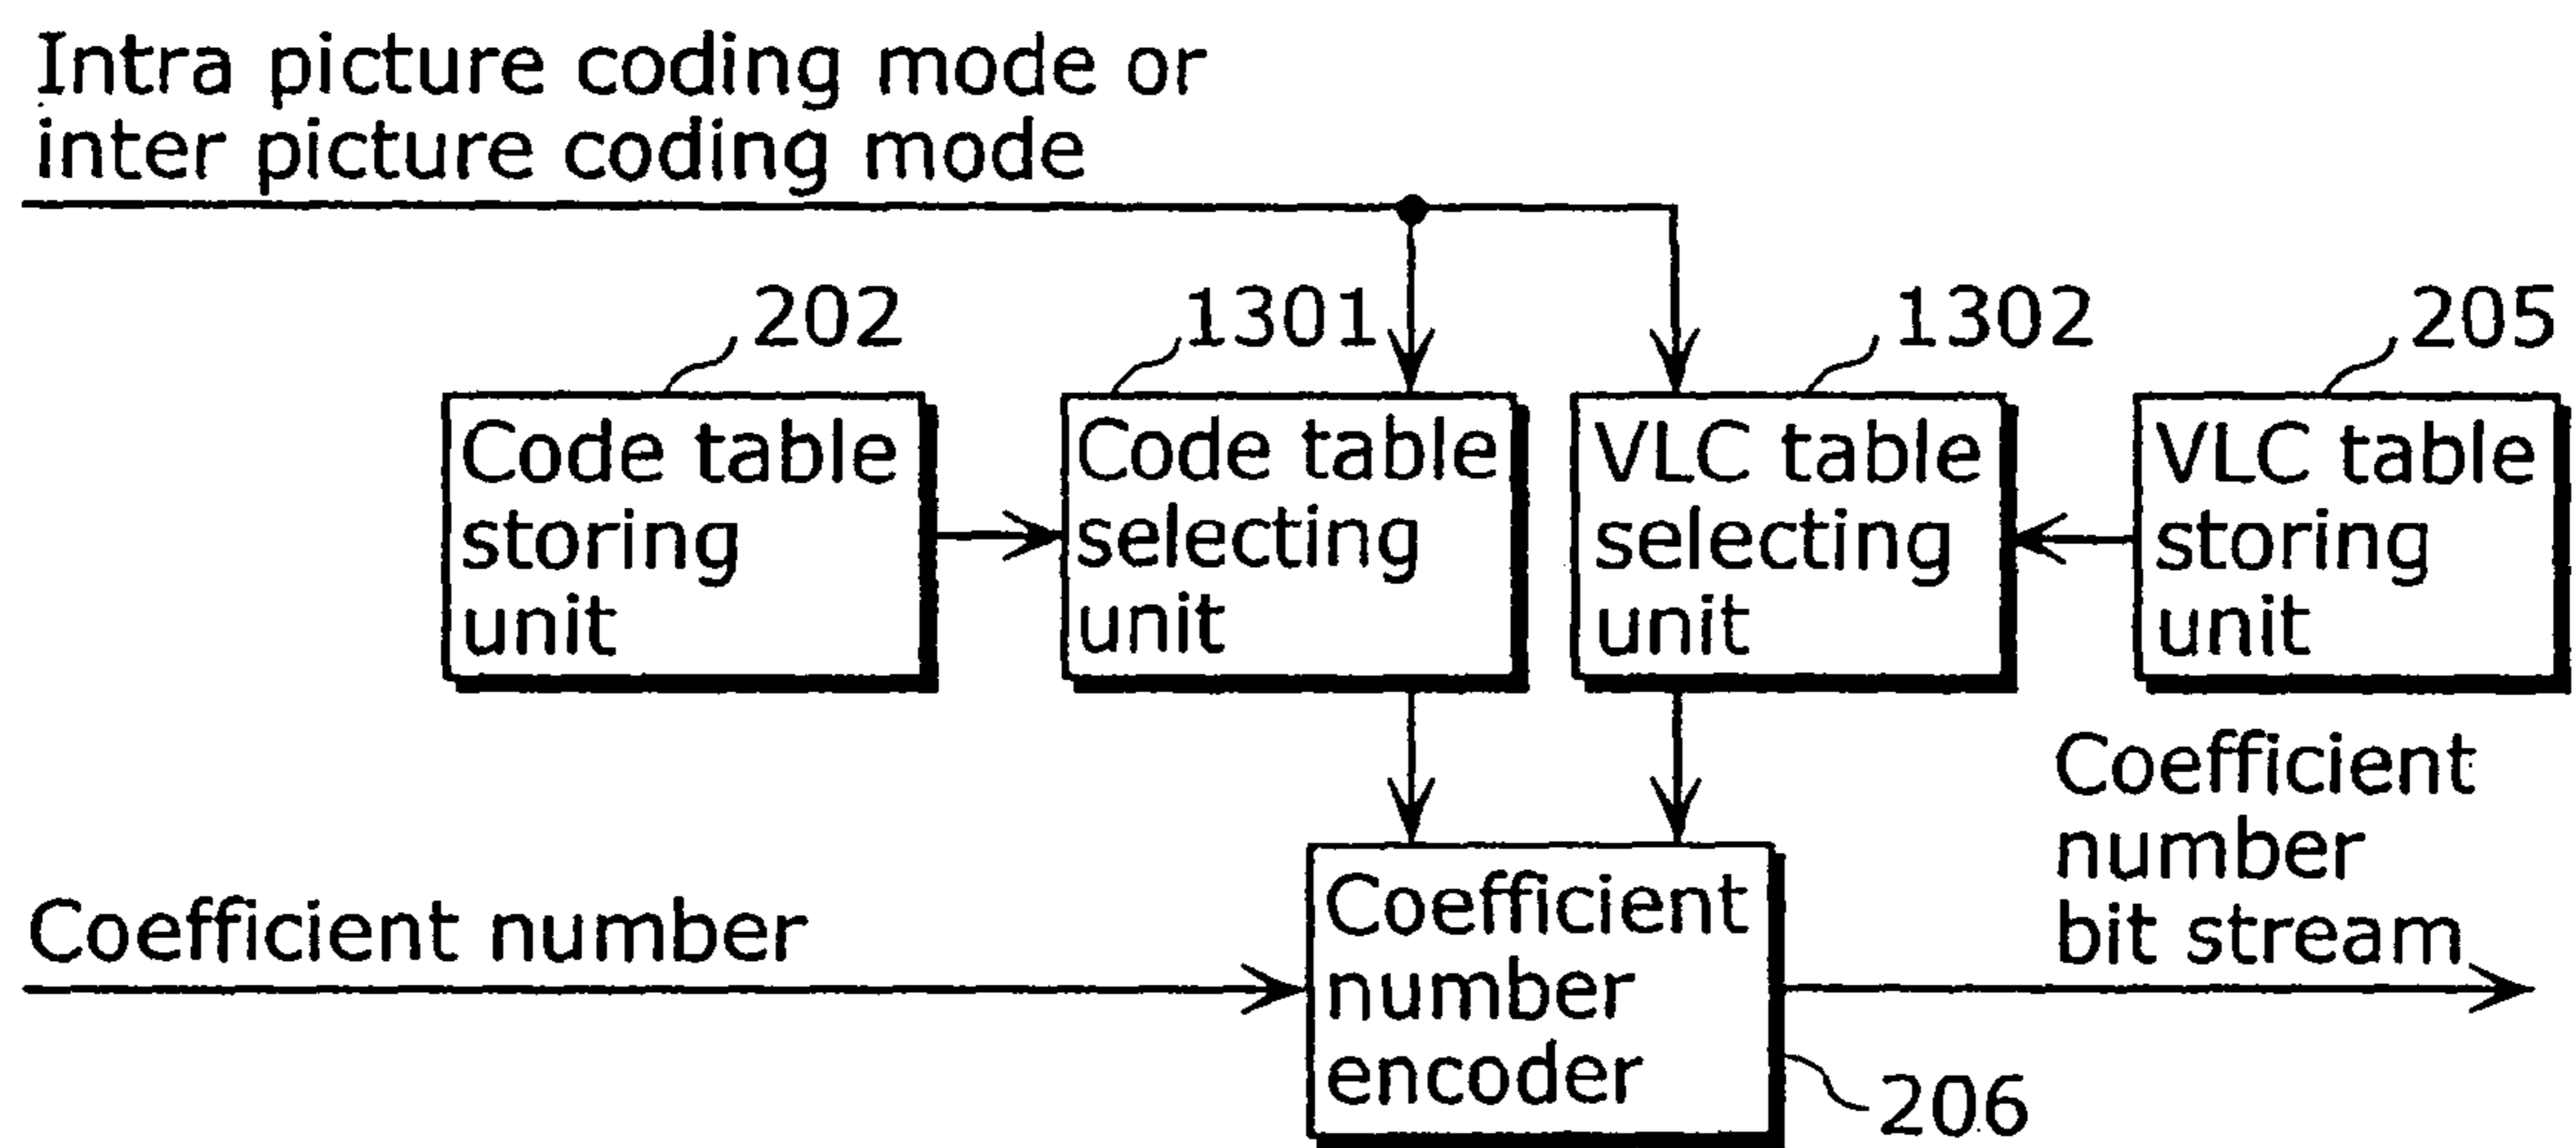 Intra picture coding mode or
inter picture coding mode
202
1301
1302
205
Code table
storing
unit
Code table
selecting
unit
VLC table
selecting
unit
VLC table
storing
unit
Coefficient number
Coefficient
number
encoder
Coefficient
number
bit stream
206